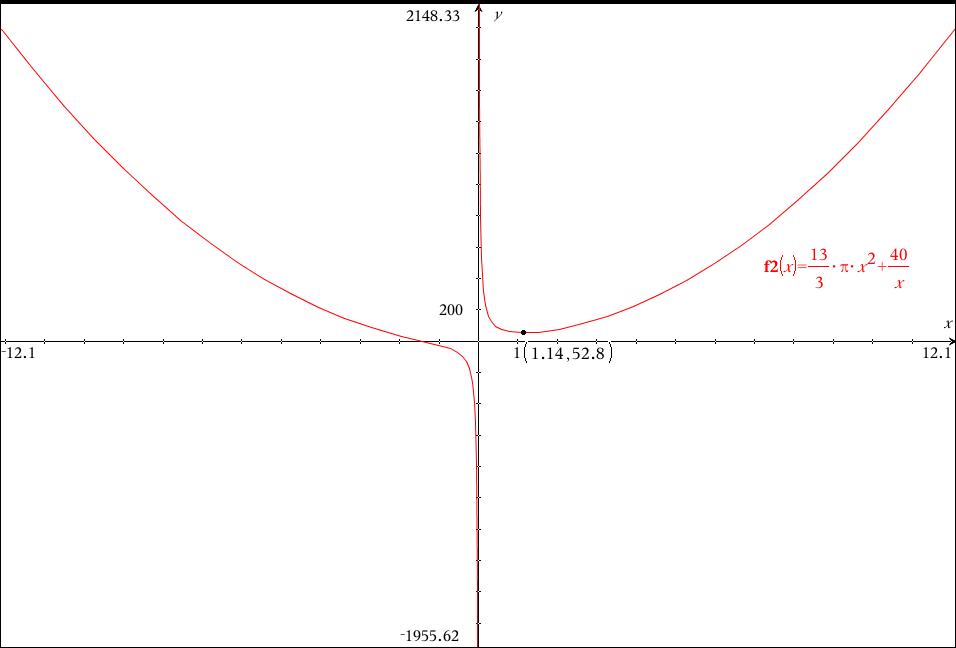 2148.33 y
f2(x)=13/3·π·x²+40/x
200
x
-12.1 1 (1.14,52.8) 12.1
-1955.62